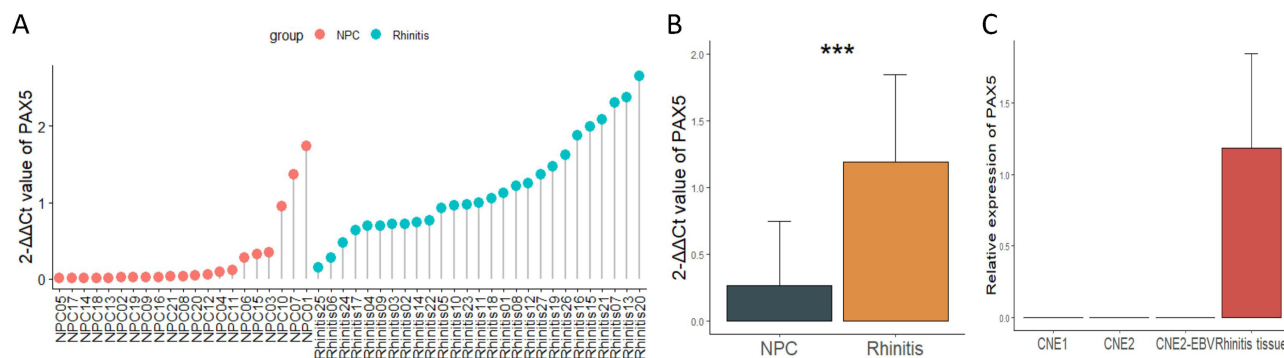 A
group NPC Rhinitis
2-ΔΔCt value of PAX5
2
1
0
NPC05
NPC17
NPC14
NPC18
NPC13
NPC02
NPC19
NPC09
NPC16
NPC21
NPC08
NPC20
NPC12
NPC04
NPC11
NPC06
NPC15
NPC03
NPC10
NPC07
NPC01
Rhinitis25
Rhinitis06
Rhinitis24
Rhinitis17
Rhinitis04
Rhinitis09
Rhinitis03
Rhinitis02
Rhinitis14
Rhinitis22
Rhinitis05
Rhinitis10
Rhinitis23
Rhinitis11
Rhinitis18
Rhinitis01
Rhinitis08
Rhinitis12
Rhinitis27
Rhinitis19
Rhinitis26
Rhinitis16
Rhinitis15
Rhinitis21
Rhinitis07
Rhinitis13
Rhinitis20
B
***
2-ΔΔCt value of PAX5
2.0
1.5
1.0
0.5
0.0
NPC Rhinitis
C
Relative expression of PAX5
1.5
1.0
0.5
0.0
CNE1 CNE2 CNE2-EBV Rhinitis tissue